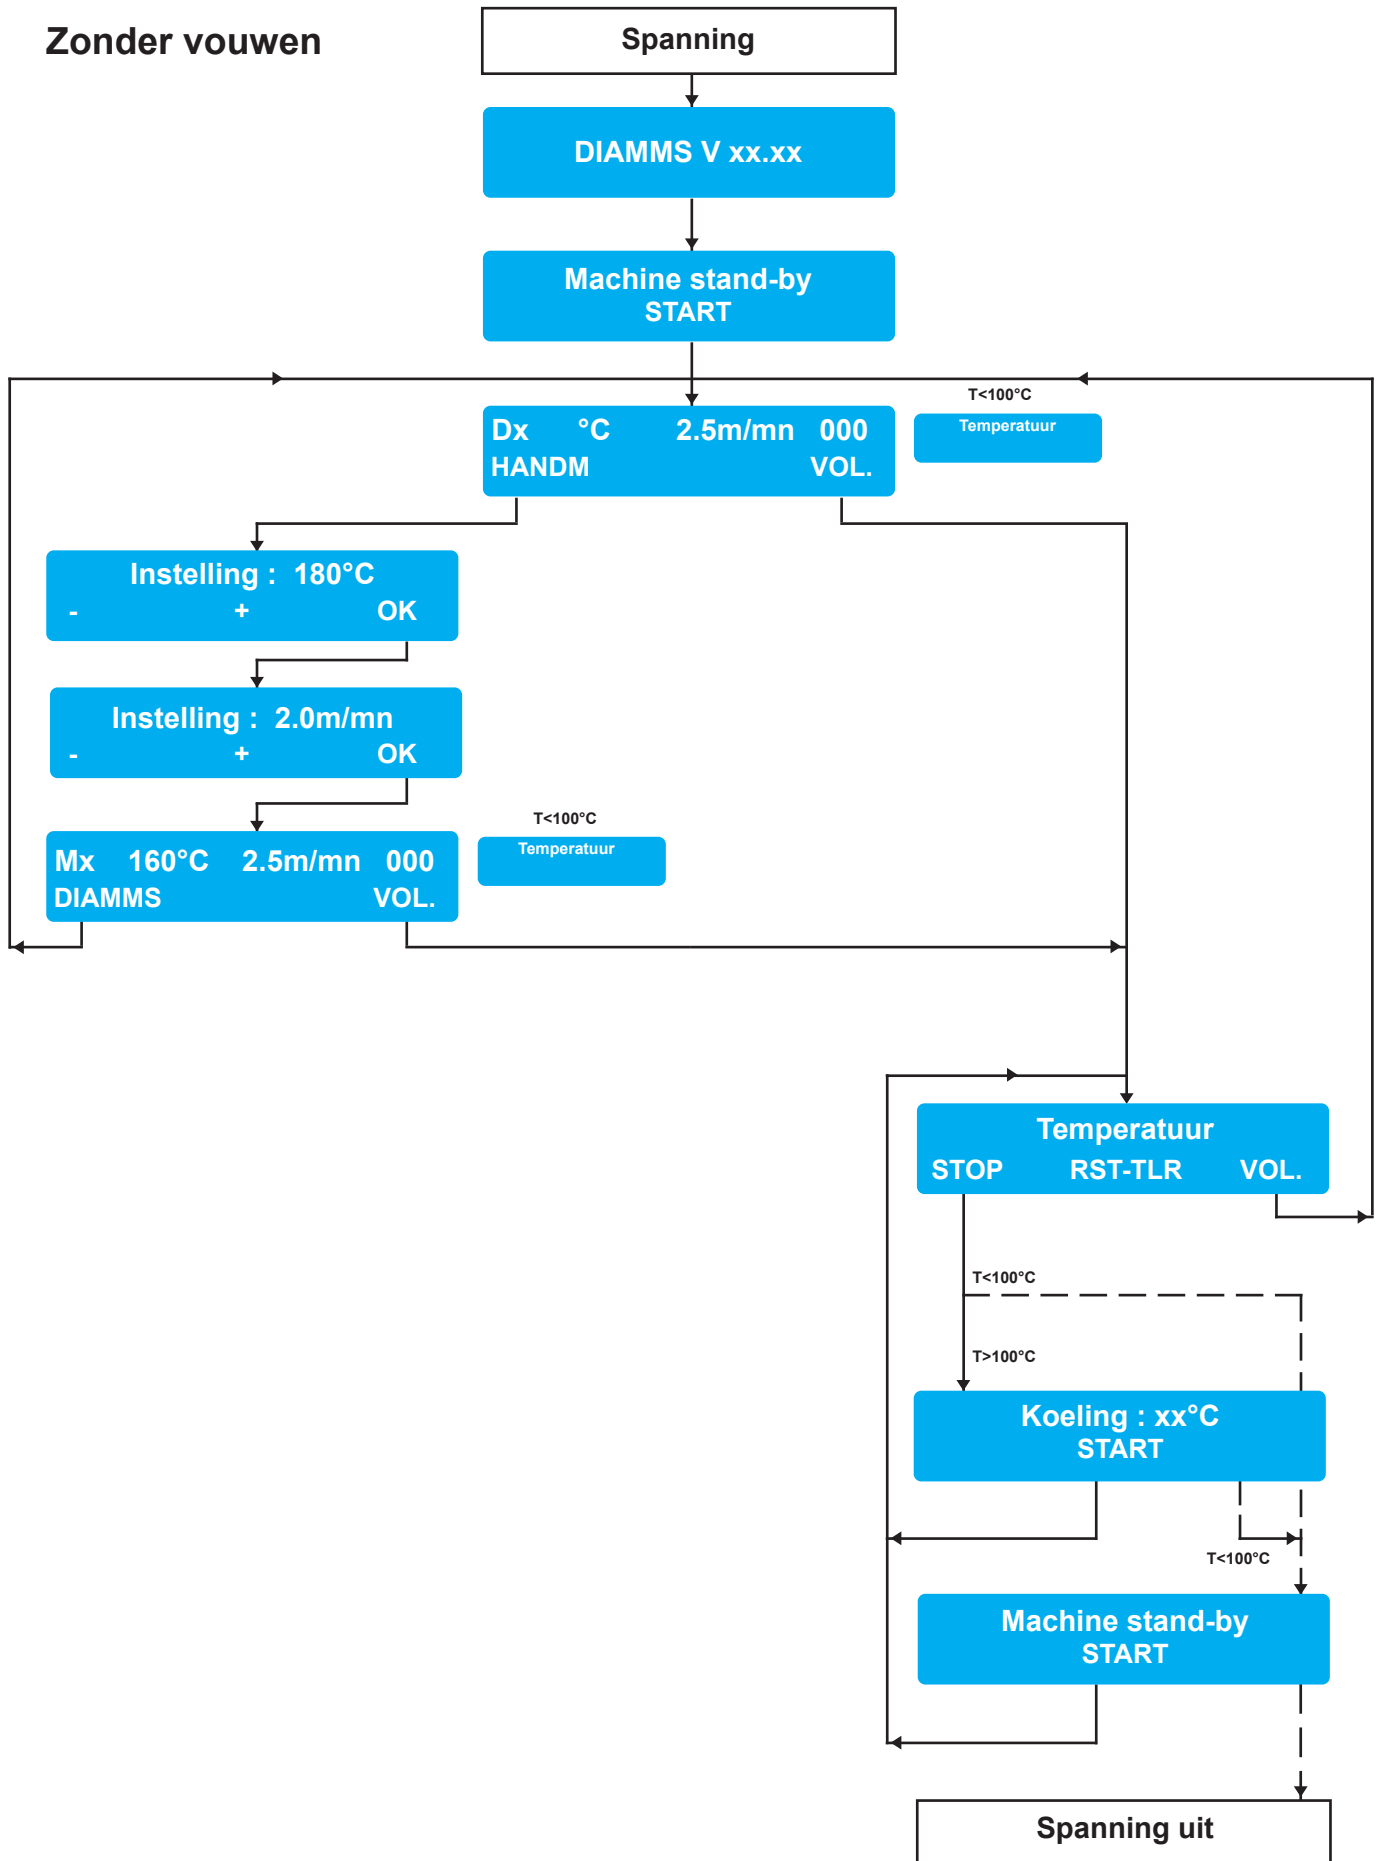 Zonder vouwen
Spanning
DIAMMS V xx.xx
Machine stand-by
START
T<100°C
Dx °C 2.5m/mn 000
HANDM VOL.
Temperatuur
Instelling : 180°C
- + OK
Instelling : 2.0m/mn
- + OK
T<100°C
Mx 160°C 2.5m/mn 000
DIAMMS VOL.
Temperatuur
Temperatuur
STOP RST-TLR VOL.
T<100°C
T>100°C
Koeling : xx°C
START
T<100°C
Machine stand-by
START
Spanning uit